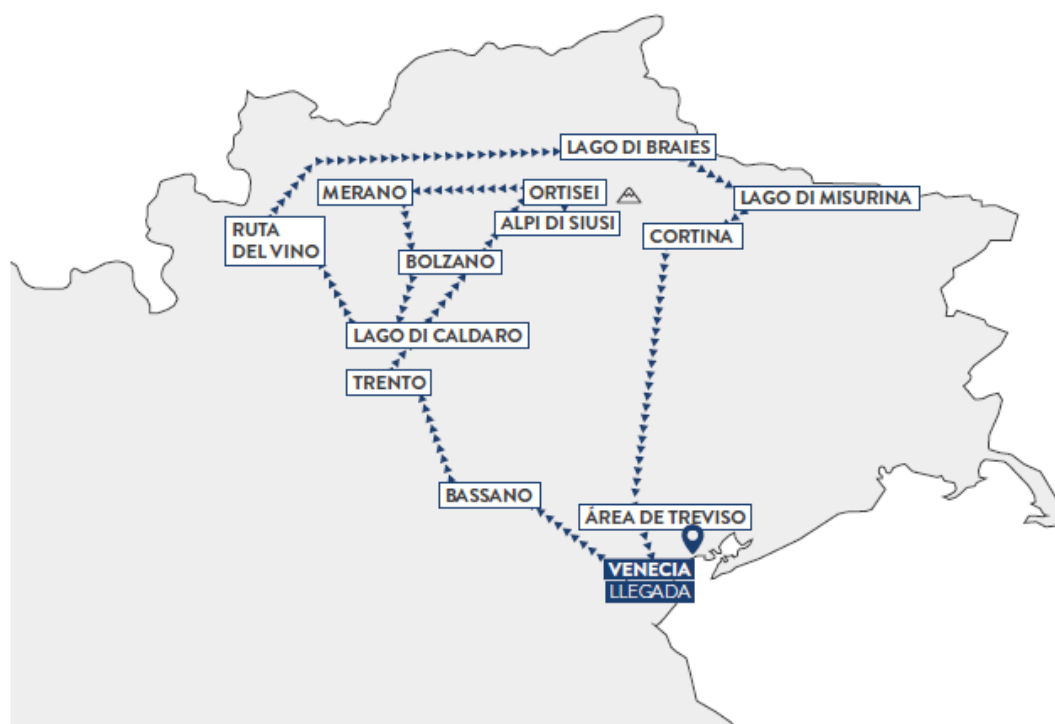 LAGO DI BRAIES
MERANO
ORTISEI
LAGO DI MISURINA
ALPI DI SIUSI
RUTA
DEL VINO
CORTINA
BOLZANO
LAGO DI CALDARO
TRENTO
BASSANO
ÁREA DE TREVISO
VENECIA
LLEGADA